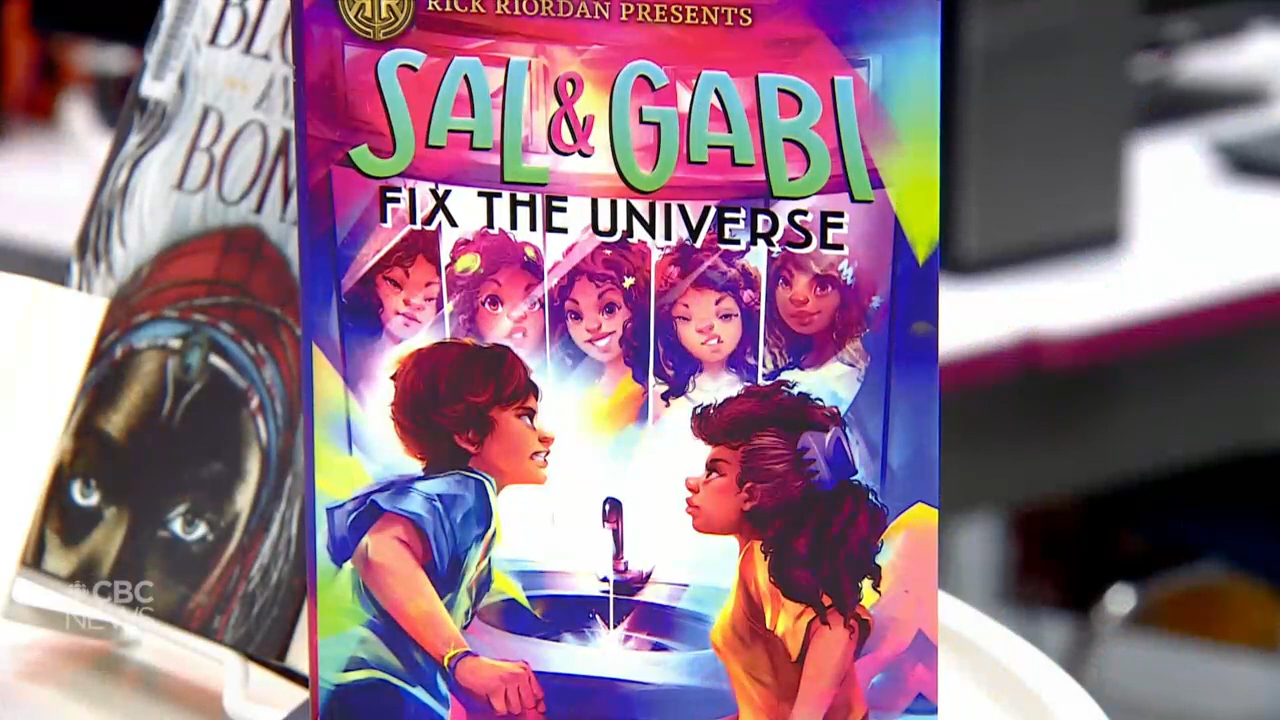 RICK RIORDAN PRESENTS
SAL & GABI
FIX THE UNIVERSE
BON
CBC
NEWS